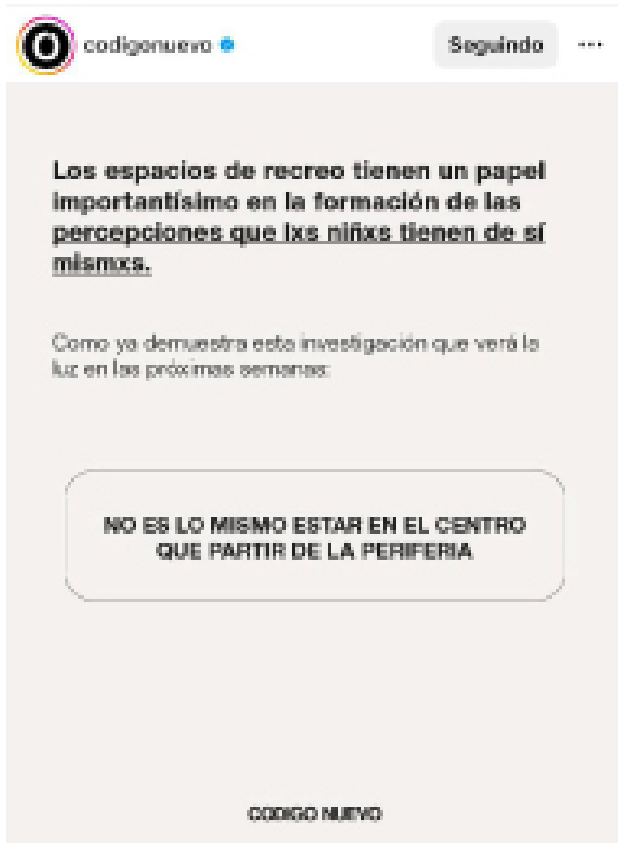 codigonuevo
Seguindo
Los espacios de recreo tienen un papel
importantísimo en la formación de las
percepciones que lxs niñxs tienen de sí
mismxs.
Como ya demuestra esta investigación que verá la
luz en las próximas semanas:
NO ES LO MISMO ESTAR EN EL CENTRO
QUE PARTIR DE LA PERIFERIA
CODIGO NUEVO